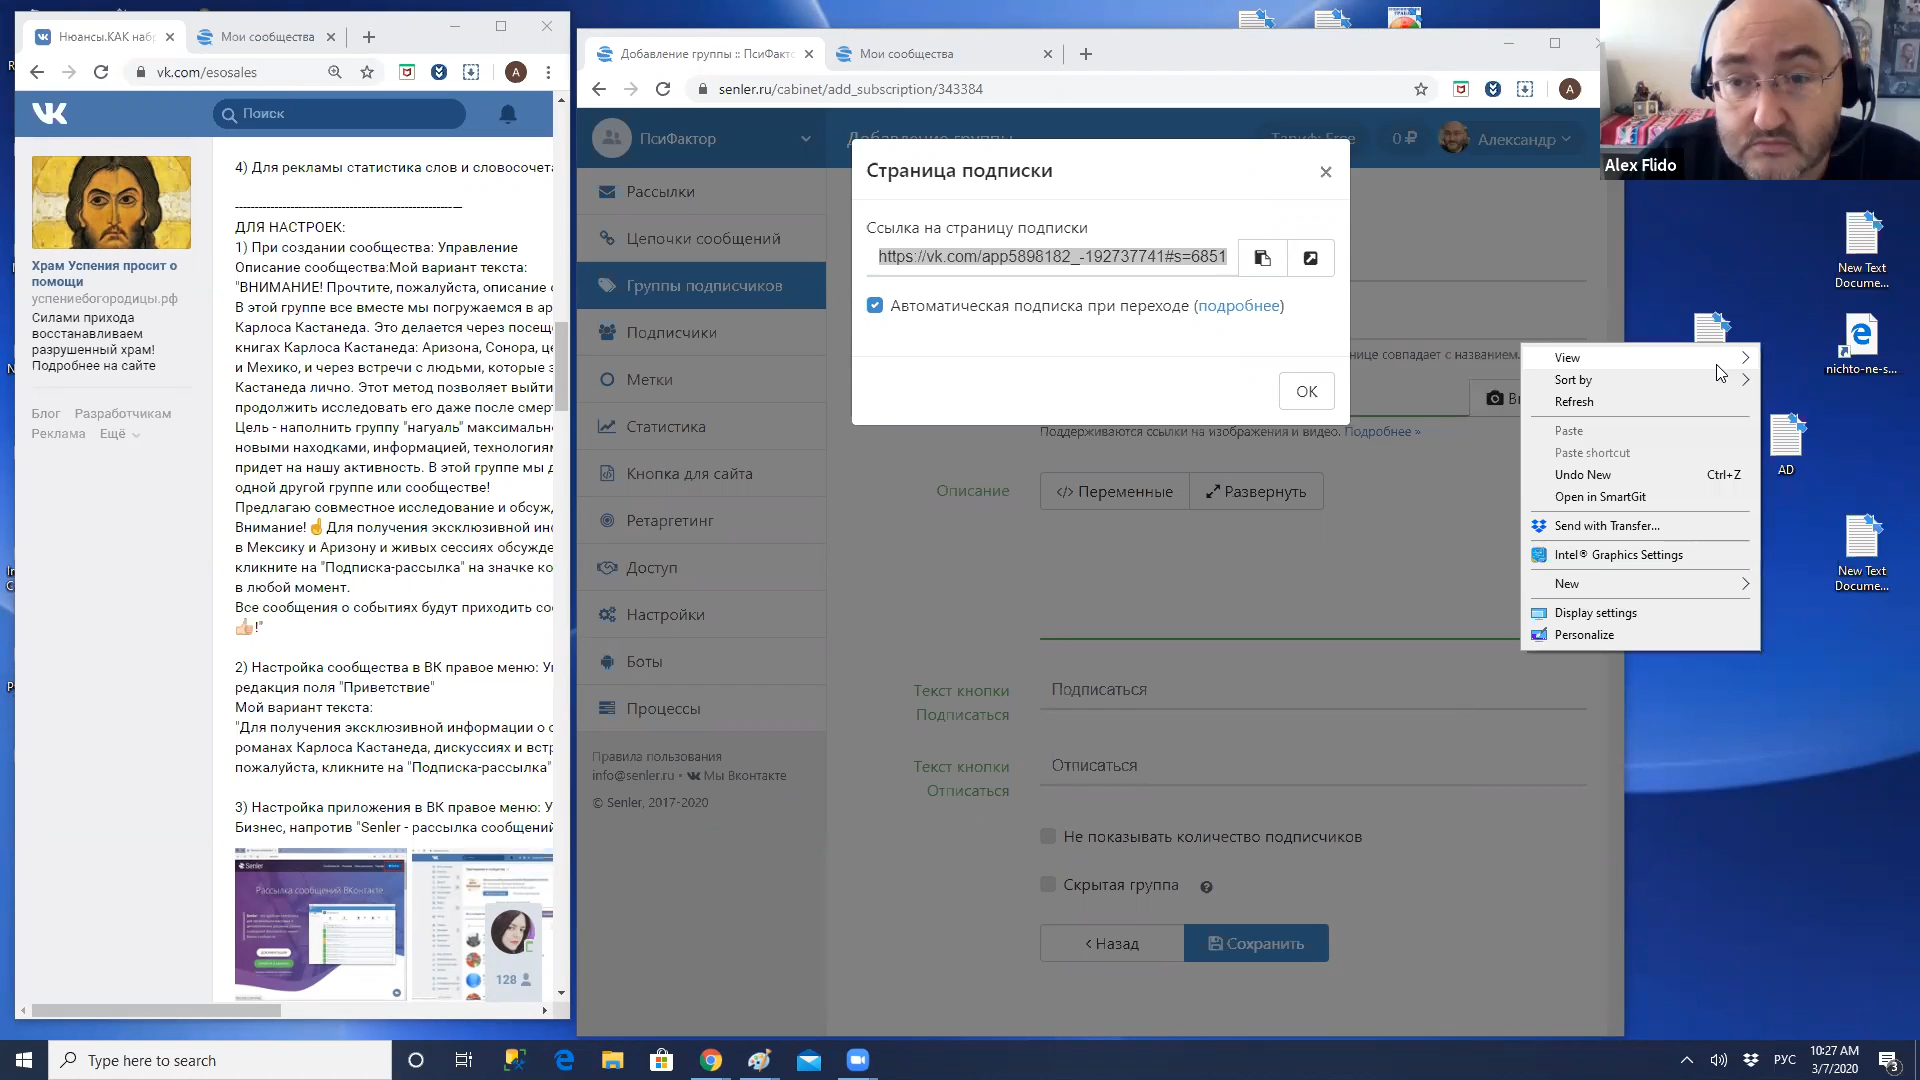 Нюансы.КАК наб
Мои сообщества
vk.com/esosales
Поиск
Храм Успения просит о
помощи
успениебогородицы.рф
Силами прихода
восстанавливаем
разрушенный храм!
Подробнее на сайте
Блог Разработчикам
Реклама Ещё
4) Для рекламы статистика слов и словосочета
-------------------------------------------------------—
ДЛЯ НАСТРОЕК:
1) При создании сообщества: Управление
Описание сообщества:Мой вариант текста:
"ВНИМАНИЕ! Прочтите, пожалуйста, описание
В этой группе все вместе мы погружаемся в
Карлоса Кастанеда. Это делается через
книгах Карлоса Кастанеда: Аризона, Сонора,
и Мехико, и через встречи с людьми, которые
Кастанеда лично. Этот метод позволяет выйти
продолжить исследовать его даже после
Цель - наполнить группу "нагуаль"
новыми находками, информацией,
придет на нашу активность. В этой группе мы
одной другой группе или сообществе!
Предлагаю совместное исследование и
Внимание!☝Для получения эксклюзивной
в Мексику и Аризону и живых сессиях
кликните на "Подписка-рассылка" на значке
в любой момент.
Все сообщения о событиях будут приходить
👍!"
2) Настройка сообщества в ВК правое меню:
редакция поля "Приветствие"
Мой вариант текста:
"Для получения эксклюзивной информации о
романах Карлоса Кастанеда, дискуссиях и
пожалуйста, кликните на "Подписка-рассылка"
3) Настройка приложения в ВК правое меню:
Бизнес, напротив "Senler - рассылка
Senler
Рассылка сообщений ВКонтакте
128
Добавление группы :: ПсиФакто
Мои сообщества
senler.ru/cabinet/add_subscription/343384
ПсиФактор
Добавление группы
Тариф: Free
0 ₽
Александр
Рассылки
Цепочки сообщений
Группы подписчиков
Подписчики
Метки
Статистика
Кнопка для сайта
Ретаргетинг
Доступ
Настройки
Боты
Процессы
Правила пользования
info@senler.ru • Мы Вконтакте
© Senler, 2017-2020
Страница подписки
×
Ссылка на страницу подписки
https://vk.com/app5898182_-192737741#s=6851
Автоматическая подписка при переходе (подробнее)
OK
нице совпадает с названием.
Поддерживаются ссылки на изображения и видео. Подробнее »
Описание
</> Переменные
Развернуть
Текст кнопки
Подписаться
Подписаться
Текст кнопки
Отписаться
Отписаться
Не показывать количество подписчиков
Скрытая группа
‹ Назад
Сохранить
Alex Flido
New Text
Docume...
nichto-ne-s...
AD
New Text
Docume...
View
Sort by
Refresh
Paste
Paste shortcut
Undo New Ctrl+Z
Open in SmartGit
Send with Transfer...
Intel® Graphics Settings
New
Display settings
Personalize
Type here to search
РУС
10:27 AM
3/7/2020
3